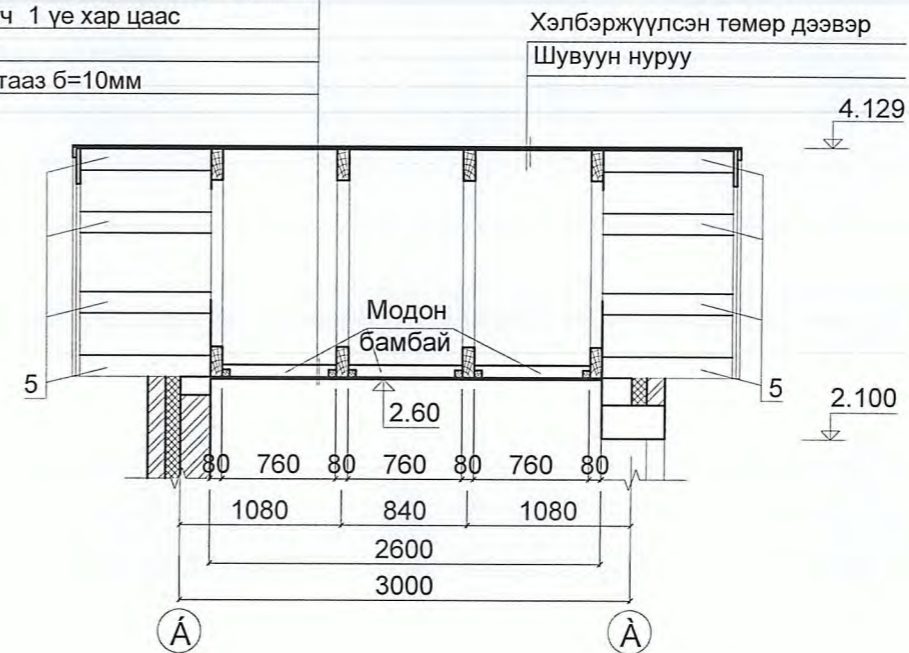 ч 1 үе хар цаас
тааз б=10мм
Хэлбэржүүлсэн төмөр дээвэр
Шувуун нуруу
4.129
Модон
бамбай
5
5
2.60
2.100
80 760 80 760 80 760 80
1080 840 1080
2600
3000
Á À